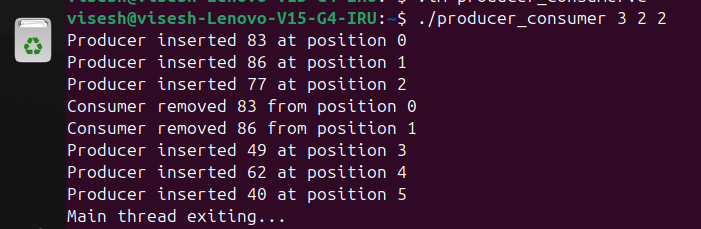 visesh@visesh-Lenovo-V15-G4-IRU:~$ ./producer_consumer 3 2 2
Producer inserted 83 at position 0
Producer inserted 86 at position 1
Producer inserted 77 at position 2
Consumer removed 83 from position 0
Consumer removed 86 from position 1
Producer inserted 49 at position 3
Producer inserted 62 at position 4
Producer inserted 40 at position 5
Main thread exiting...